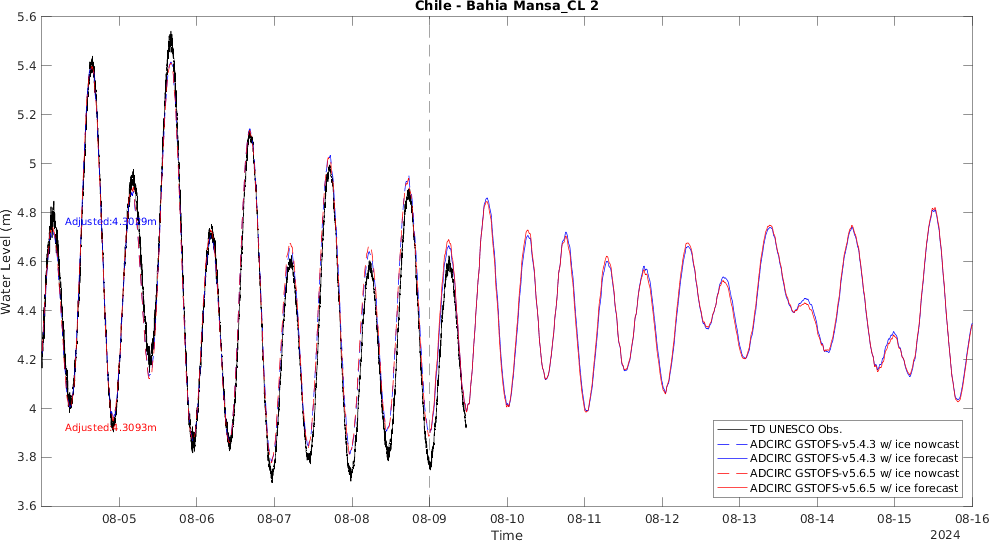 Chile - Bahia Mansa_CL 2
Water Level (m)
5.6
5.4
5.2
5
4.8
4.6
4.4
4.2
4
3.8
3.6
Adjusted:4.3029m
Adjusted:4.3093m
TD UNESCO Obs.
ADCIRC GSTOFS-v5.4.3 w/ ice nowcast
ADCIRC GSTOFS-v5.4.3 w/ ice forecast
ADCIRC GSTOFS-v5.6.5 w/ ice nowcast
ADCIRC GSTOFS-v5.6.5 w/ ice forecast
08-05 08-06 08-07 08-08 08-09 08-10 08-11 08-12 08-13 08-14 08-15 08-16
Time
2024